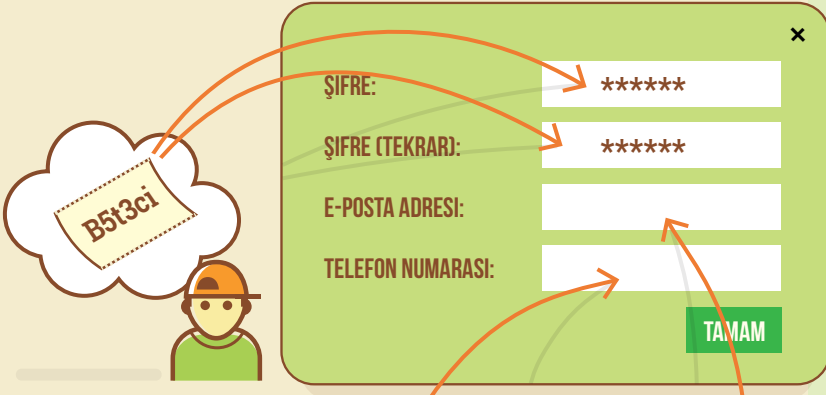 ×
ŞIFRE: ******
ŞIFRE (TEKRAR): ******
E-POSTA ADRESI:
TELEFON NUMARASI:
TAMAM
B5t3ci